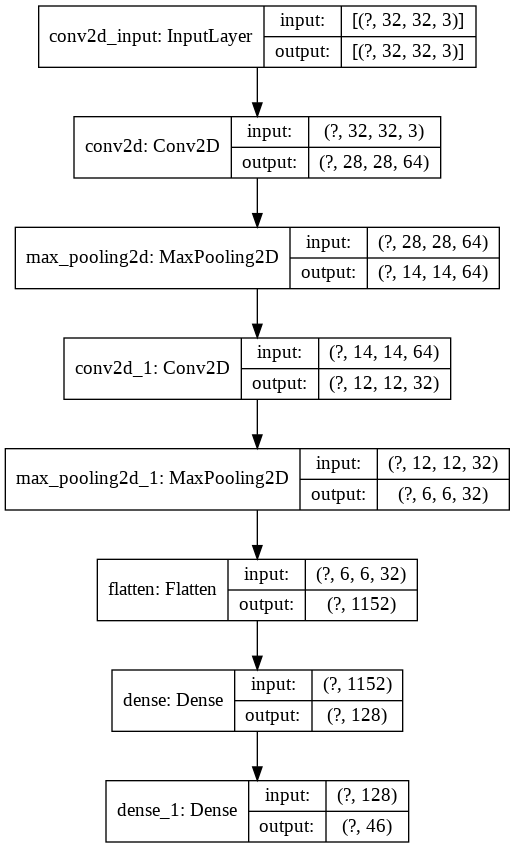 conv2d_input: InputLayer
input:
[(?, 32, 32, 3)]
output:
[(?, 32, 32, 3)]
conv2d: Conv2D
input:
(?, 32, 32, 3)
output:
(?, 28, 28, 64)
max_pooling2d: MaxPooling2D
input:
(?, 28, 28, 64)
output:
(?, 14, 14, 64)
conv2d_1: Conv2D
input:
(?, 14, 14, 64)
output:
(?, 12, 12, 32)
max_pooling2d_1: MaxPooling2D
input:
(?, 12, 12, 32)
output:
(?, 6, 6, 32)
flatten: Flatten
input:
(?, 6, 6, 32)
output:
(?, 1152)
dense: Dense
input:
(?, 1152)
output:
(?, 128)
dense_1: Dense
input:
(?, 128)
output:
(?, 46)